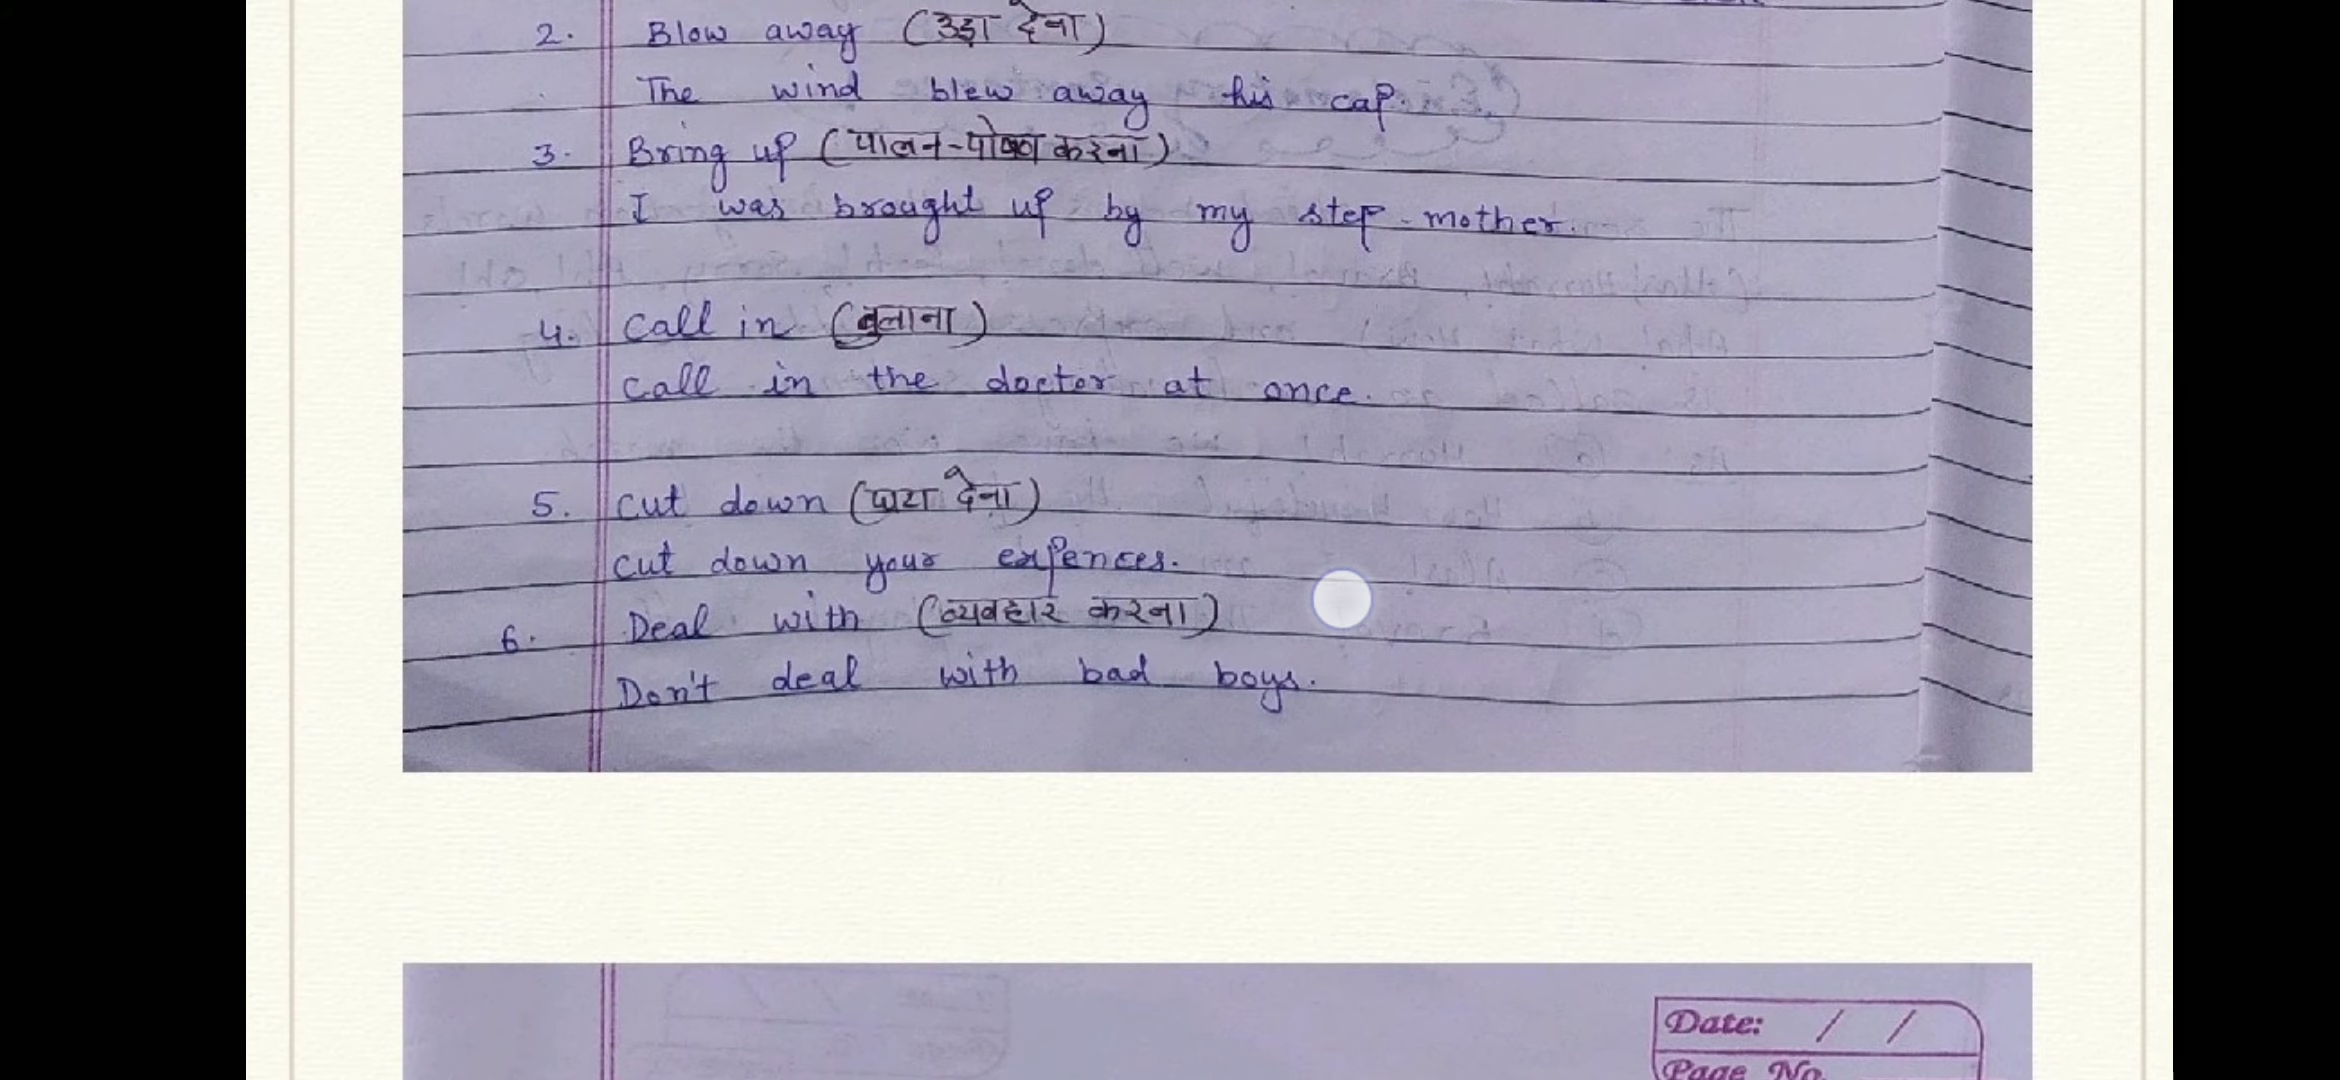 2. Blow away (उड़ा देना)
The wind blew away his cap.
3. Bring up (पालन-पोषण करना)
I was brought up by my step-mother.
4. Call in (बुलाना)
Call in the doctor at once.
5. Cut down (घटा देना)
Cut down your expences.
6. Deal with (व्यवहार करना)
Don't deal with bad boys.
Date: / /
Page No.